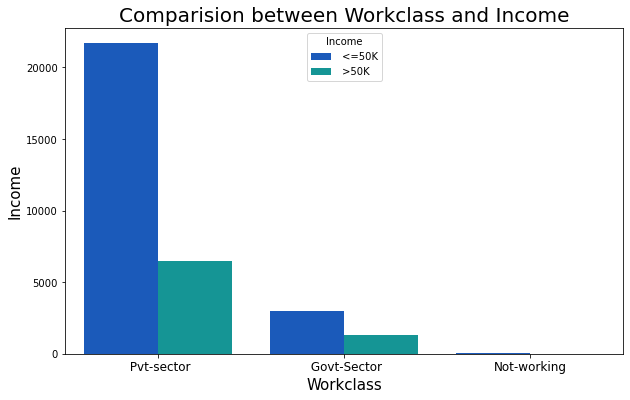 Comparision between Workclass and Income
Income
<=50K
>50K
20000
15000
10000
5000
0
Income
Pvt-sector
Govt-Sector
Not-working
Workclass